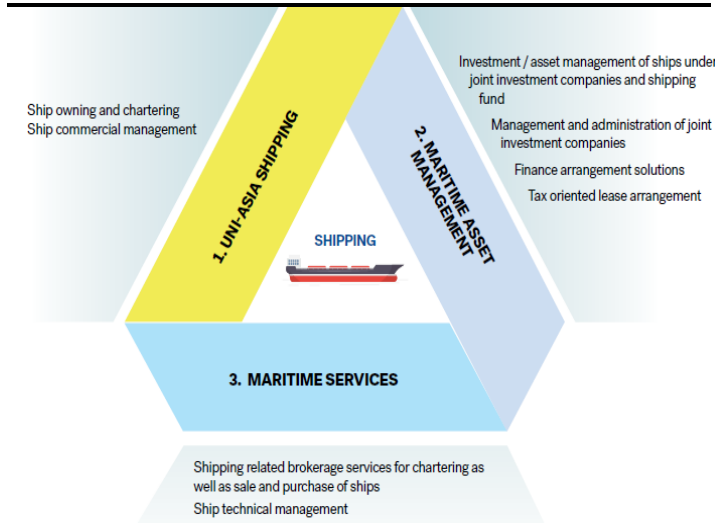 Ship owning and chartering
Ship commercial management
1. UNI-ASIA SHIPPING
Investment / asset management of ships under
joint investment companies and shipping
fund
Management and administration of joint
investment companies
Finance arrangement solutions
Tax oriented lease arrangement
2. MARITIME ASSET
MANAGEMENT
SHIPPING
3. MARITIME SERVICES
Shipping related brokerage services for chartering as
well as sale and purchase of ships
Ship technical management